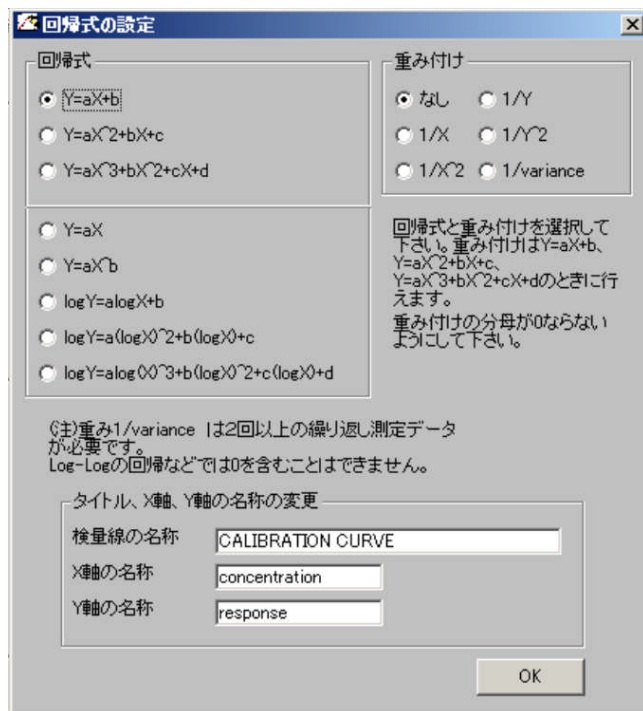 回帰式の設定
回帰式
Y=aX+b
Y=aX^2+bX+c
Y=aX^3+bX^2+cX+d
Y=aX
Y=aX^b
logY=alogX+b
logY=a(logX)^2+b(logX)+c
logY=alog(X)^3+b(logX)^2+c(logX)+d
重み付け
なし 1/Y
1/X 1/Y^2
1/X^2 1/variance
回帰式と重み付けを選択して
下さい。重み付けはY=aX+b、
Y=aX^2+bX+c、
Y=aX^3+bX^2+cX+dのときに行
えます。
重み付けの分母が0ならない
ようにして下さい。
(注)重み1/variance は2回以上の繰り返し測定データ
が必要です。
Log-Logの回帰などでは0を含むことはできません。
タイトル、X軸、Y軸の名称の変更
検量線の名称 CALIBRATION CURVE
X軸の名称 concentration
Y軸の名称 response
OK